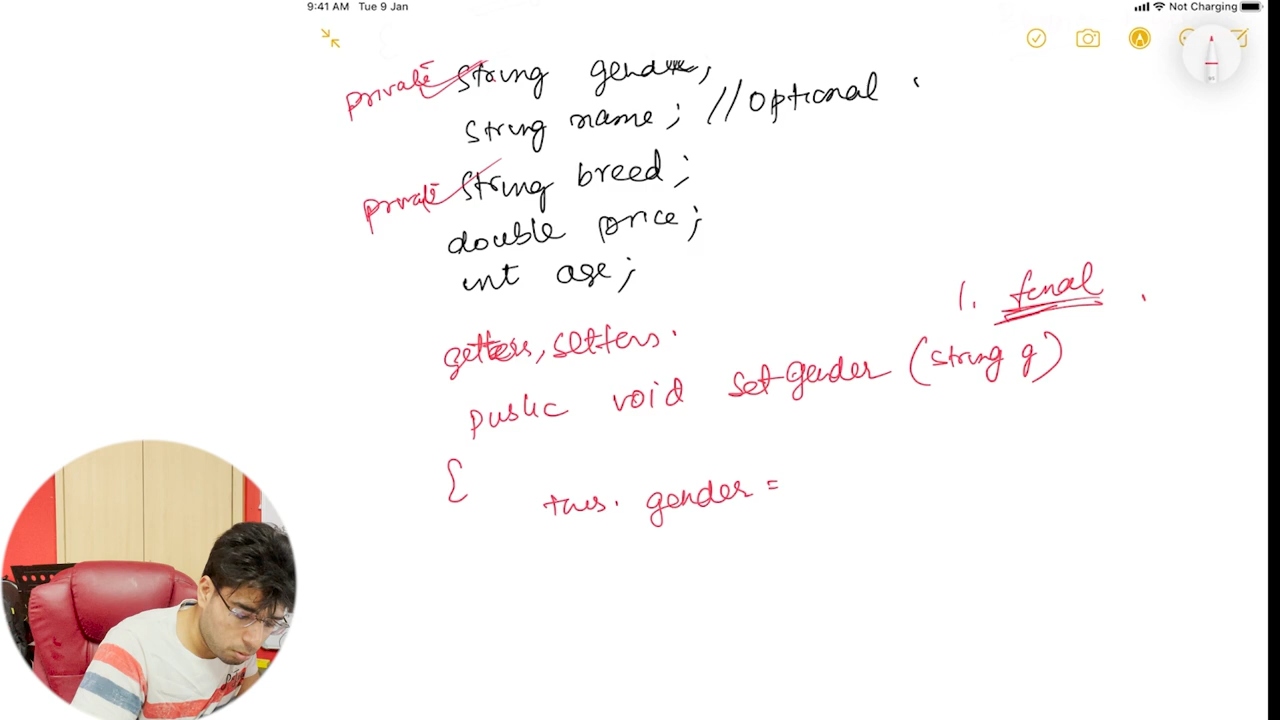 9:41 AM Tue 9 Jan
Not Charging
private String gender;
String name; //optional
private String breed;
double price;
int age;
1. final
getters, setters.
public void setgender (string g)
{
this. gender =